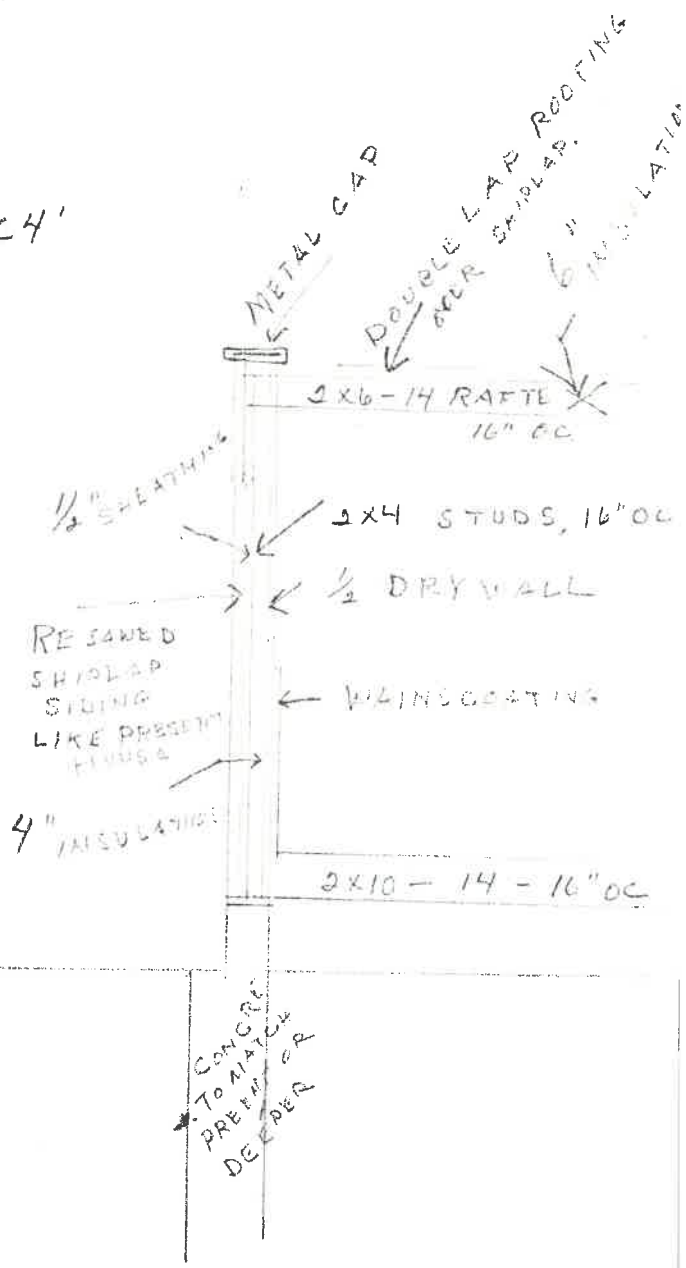 METAL CAP
DOUBLE LAP ROOFING
OVER SHIPLAP.
6"
INSULATION
2X6-14 RAFTE
16" OC
1/2" SHEATHING
2X4 STUDS, 16" OC
1/2 DRYWALL
RESAWED
SHIPLAP
SIDING
LIKE PRESENT
HOUSE
WAINSCOATING
4" INSULATION
2X10 - 14 - 16" OC
CONCRE
TO MATCH
PRESENT OR
DEEPER